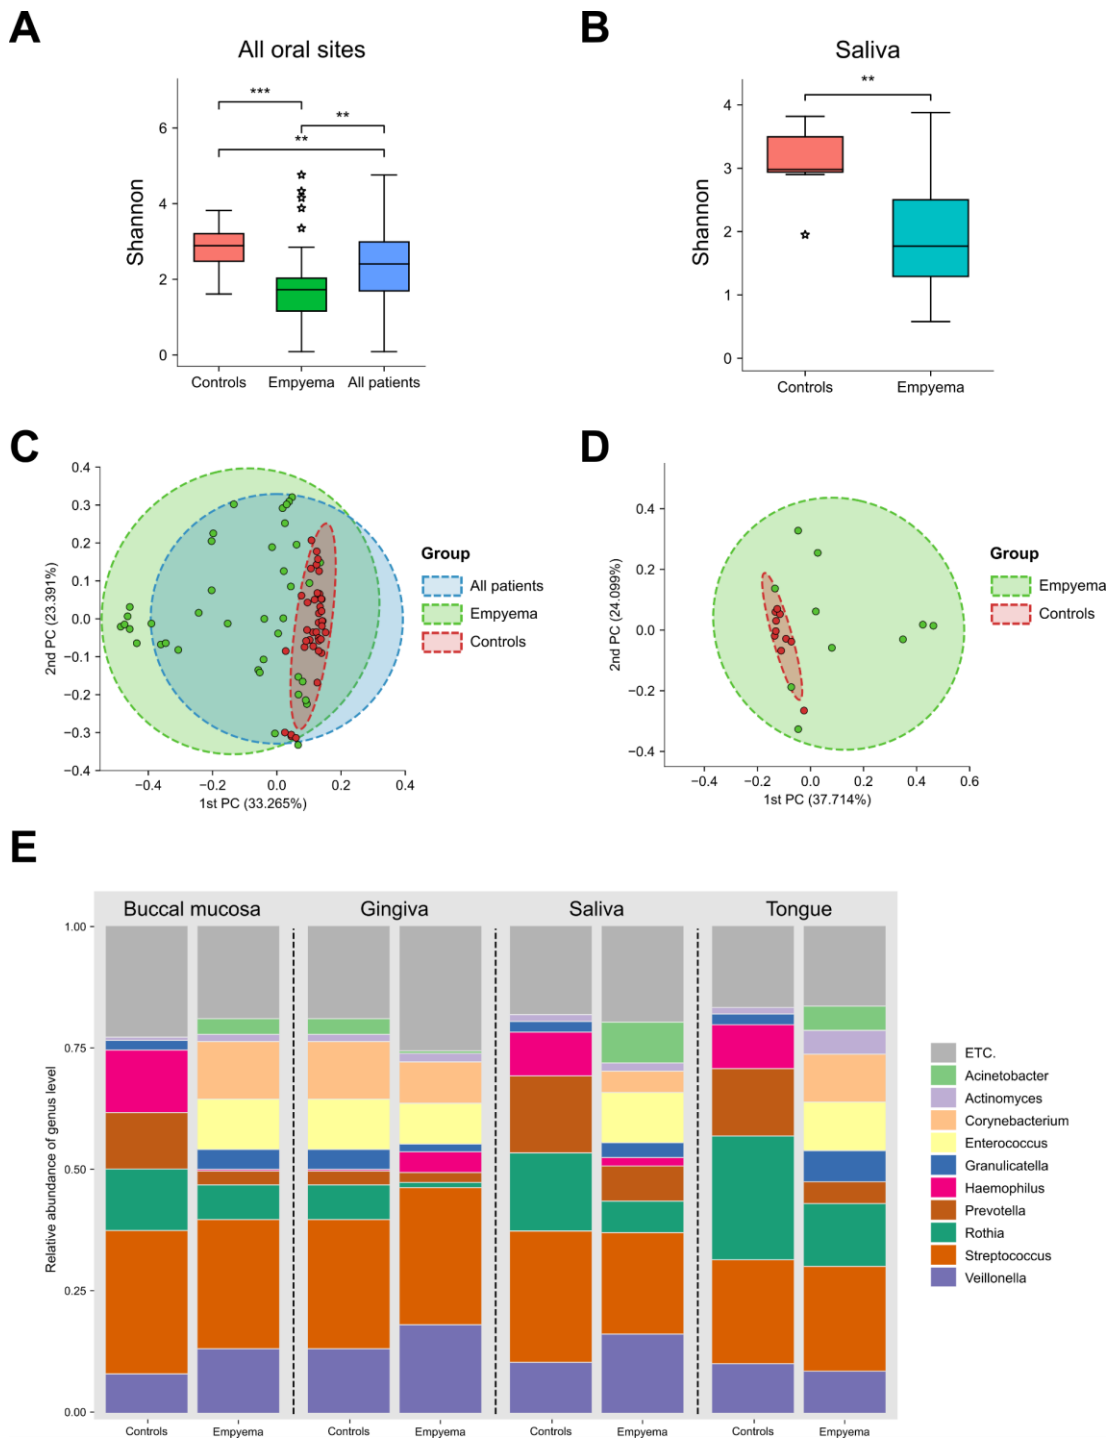 A
All oral sites
***
**
**
Shannon
6
4
2
0
Controls
Empyema
All patients
B
Saliva
**
Shannon
4
3
2
1
0
Controls
Empyema
C
2nd PC (23.391%)
0.4
0.3
0.2
0.1
0.0
−0.1
−0.2
−0.3
−0.4
−0.4
−0.2
0.0
0.2
0.4
1st PC (33.265%)
Group
All patients
Empyema
Controls
D
2nd PC (24.099%)
0.4
0.2
0.0
−0.2
−0.4
−0.4
−0.2
0.0
0.2
0.4
0.6
1st PC (37.714%)
Group
Empyema
Controls
E
Relative abundance of genus level
1.00
0.75
0.50
0.25
0.00
Buccal mucosa
Gingiva
Saliva
Tongue
Controls
Empyema
Controls
Empyema
Controls
Empyema
Controls
Empyema
ETC.
Acinetobacter
Actinomyces
Corynebacterium
Enterococcus
Granulicatella
Haemophilus
Prevotella
Rothia
Streptococcus
Veillonella